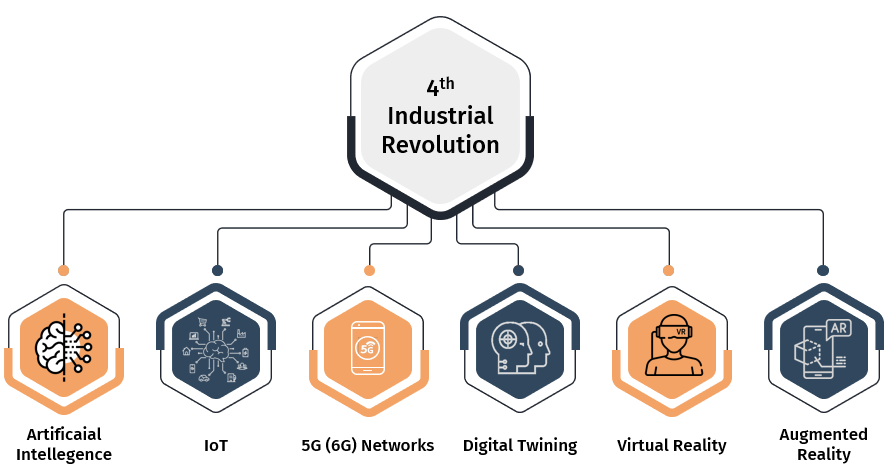 4th
Industrial
Revolution
5G
VR
AR
Artificaial
Intellegence
IoT
5G (6G) Networks
Digital Twining
Virtual Reality
Augmented
Reality